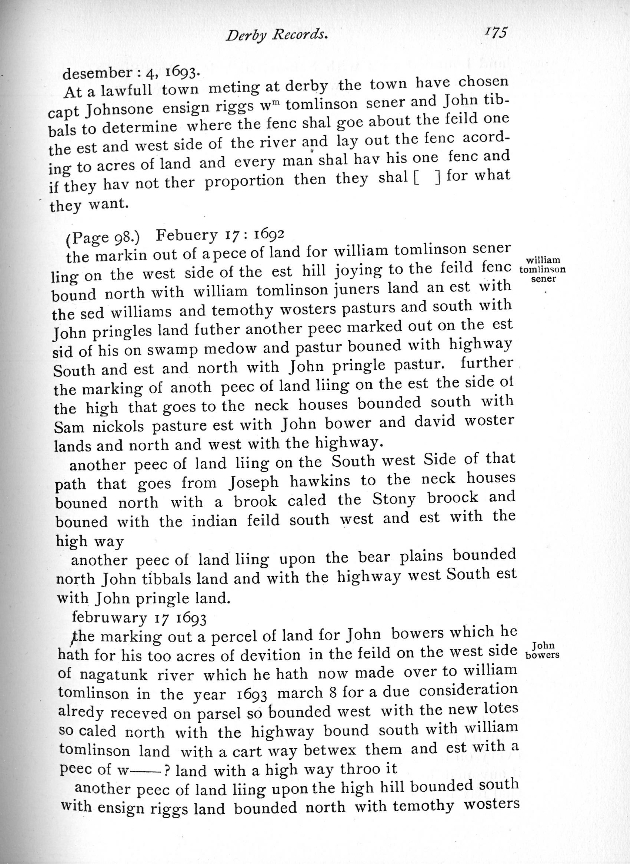 Derby Records. 175
desember : 4, 1693.
At a lawfull town meting at derby the town have chosen
capt Johnsone ensign riggs wm tomlinson sener and John tib-
bals to determine where the fenc shal goe about the feild one
the est and west side of the river and lay out the fenc acord-
ing to acres of land and every man shal hav his one fenc and
if they hav not ther proportion then they shal [ ] for what
they want.
(Page 98.) Febuery 17 : 1692
the markin out of a pece of land for william tomlinson sener
ling on the west side of the est hill joying to the feild fenc
bound north with william tomlinson juners land an est with
the sed williams and temothy wosters pasturs and south with
John pringles land futher another peec marked out on the est
sid of his on swamp medow and pastur bouned with highway
South and est and north with John pringle pastur. further
the marking of anoth peec of land liing on the est the side of
the high that goes to the neck houses bounded south with
Sam nickols pasture est with John bower and david woster
lands and north and west with the highway.
william
tomlinson
sener
another peec of land liing on the South west Side of that
path that goes from Joseph hawkins to the neck houses
bouned north with a brook caled the Stony broock and
bouned with the indian feild south west and est with the
high way
another peec of land liing upon the bear plains bounded
north John tibbals land and with the highway west South est
with John pringle land.
februwary 17 1693
the marking out a percel of land for John bowers which he
hath for his too acres of devition in the feild on the west side
of nagatunk river which he hath now made over to william
tomlinson in the year 1693 march 8 for a due consideration
alredy receved on parsel so bounded west with the new lotes
so caled north with the highway bound south with william
tomlinson land with a cart way betwex them and est with a
peec of w——? land with a high way throo it
John
bowers
another peec of land liing upon the high hill bounded south
with ensign riggs land bounded north with temothy wosters